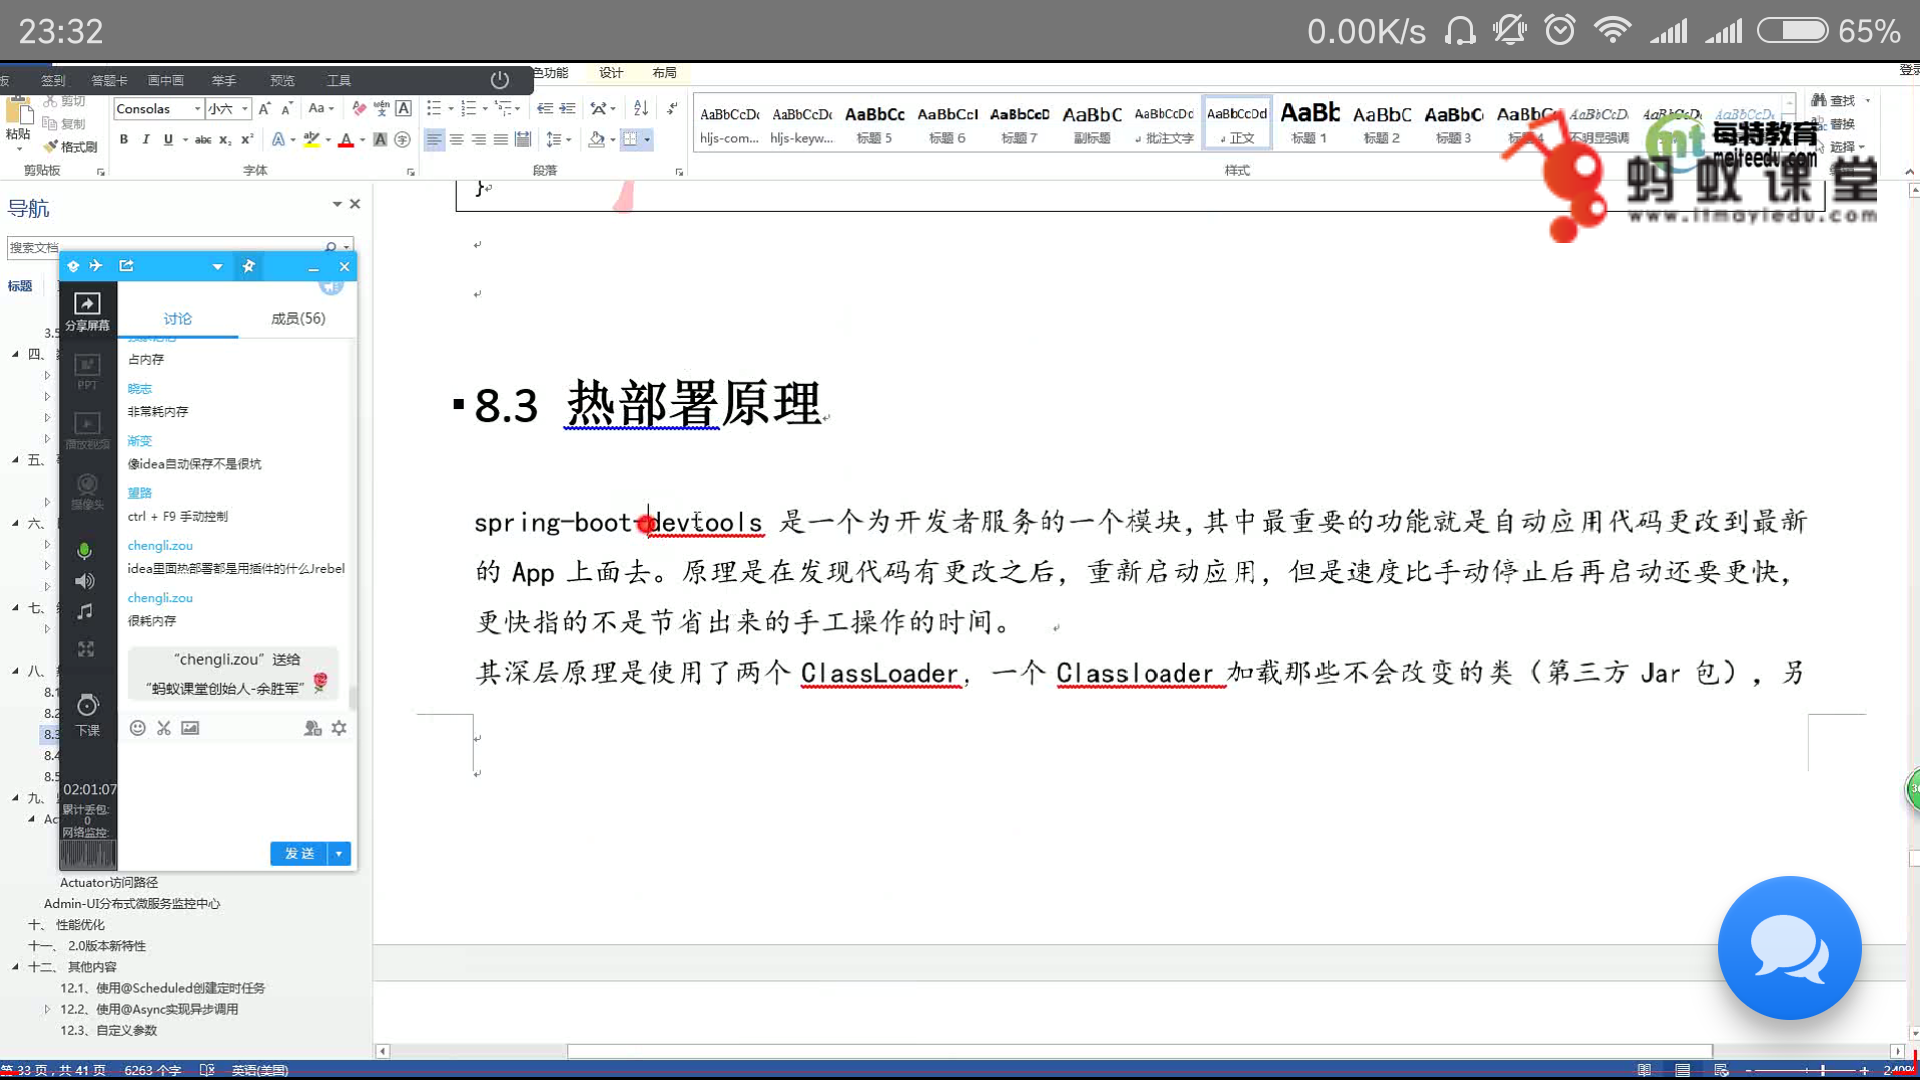 23:32
0.00K/s
65%
签到 答题卡 画中画 举手 预览 工具
色功能 设计 布局
登录
剪切
复制
格式刷
粘贴
剪贴板
Consolas 小六
字体
段落
AaBbCcDc AaBbCcDc AaBbCc AaBbCcI AaBbCcD AaBbC AaBbCcDc AaBbCcDd AaBb AaBbC AaBbC AaBbC AaBbCcD AaBbCcD AaBbCcD
hljs-com... hljs-keyw... 标题 5 标题 6 标题 7 副标题 批注文字 正文 标题 1 标题 2 标题 3 标题 4 不明显强调
样式
查找
替换
选择
每特教育
meiteedu.com
蚂蚁课堂
www.itmayiedu.com
导航
搜索文档
标题
3.5
四、
五、
六、
七、
八、
8.1
8.2
8.3
8.4
8.5
九、
Ac
分享屏幕
PPT
播放视频
摄像头
下课
02:01:07
累计丢包:
0
网络监控:
讨论 成员(56)
占内存
晓志
非常耗内存
渐变
像idea自动保存不是很坑
望路
ctrl + F9 手动控制
chengli.zou
idea里面热部署都是用插件的什么Jrebel
chengli.zou
很耗内存
“chengli.zou”送给
“蚂蚁课堂创始人-余胜军”
发送
Actuator访问路径
Admin-UI分布式微服务监控中心
十、 性能优化
十一、 2.0版本新特性
十二、 其他内容
12.1、使用@Scheduled创建定时任务
12.2、使用@Async实现异步调用
12.3、自定义参数
}
8.3 热部署原理
spring-boot-devtools 是一个为开发者服务的一个模块,其中最重要的功能就是自动应用代码更改到最新
的 App 上面去。原理是在发现代码有更改之后，重新启动应用，但是速度比手动停止后再启动还要更快，
更快指的不是节省出来的手工操作的时间。
其深层原理是使用了两个 ClassLoader，一个 Classloader 加载那些不会改变的类（第三方 Jar 包），另
第 33 页，共 41 页 6263 个字 英语(美国)
240%